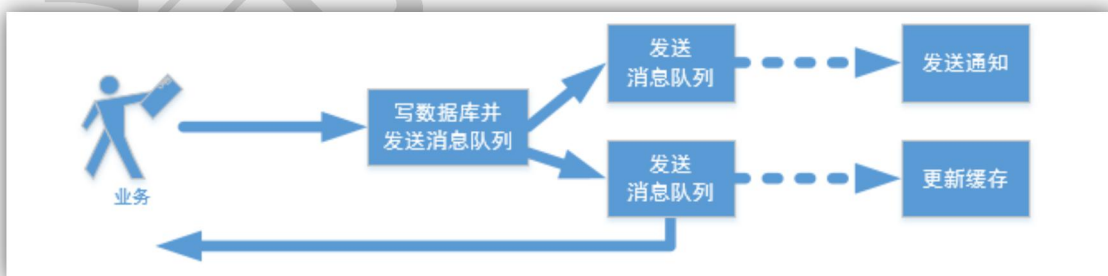 业务
写数据库并
发送消息队列
发送
消息队列
发送通知
发送
消息队列
更新缓存